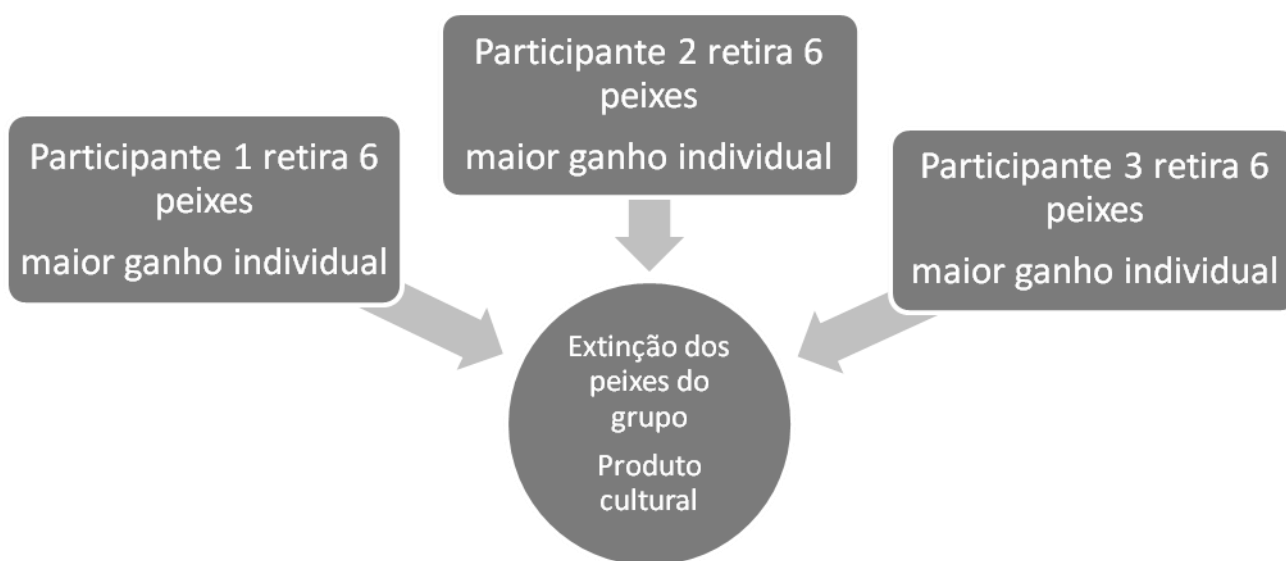 Participante 1 retira 6
peixes
maior ganho individual
Participante 2 retira 6
peixes
maior ganho individual
Participante 3 retira 6
peixes
maior ganho individual
Extinção dos
peixes do
grupo
Produto
cultural